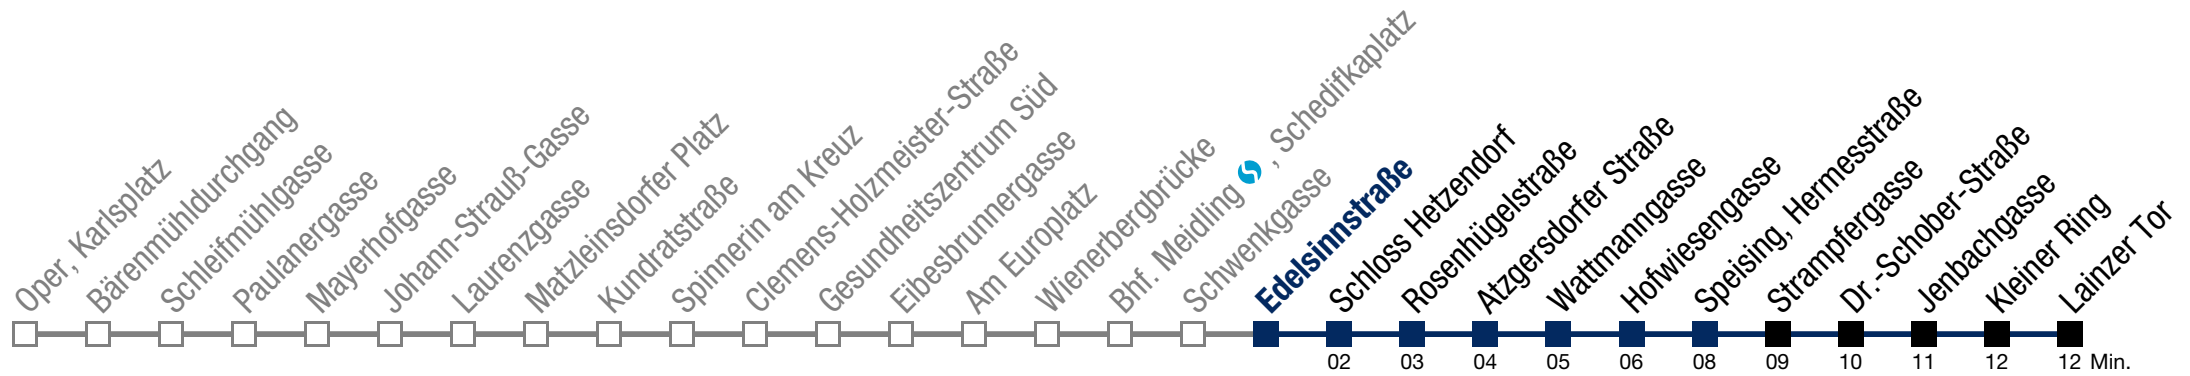 Oper, Karlsplatz
Bärenmühldurchgang
Schleifmühlgasse
Paulanergasse
Mayerhofgasse
Johann-Strauß-Gasse
Laurenzgasse
Matzleinsdorfer Platz
Kundratstraße
Spinnerin am Kreuz
Clemens-Holzmeister-Straße
Gesundheitszentrum Süd
Eibesbrunnergasse
Am Europlatz
Wienerbergbrücke
Bhf. Meidling S, Schedifkaplatz
Schwenkgasse
Edelsinnstraße
Schloss Hetzendorf
Rosenhügelstraße
Atzgersdorfer Straße
Wattmanngasse
Hofwiesengasse
Speising, Hermesstraße
Strampfergasse
Dr.-Schober-Straße
Jenbachgasse
Kleiner Ring
Lainzer Tor
02 03 04 05 06 08 09 10 11 12 12 Min.